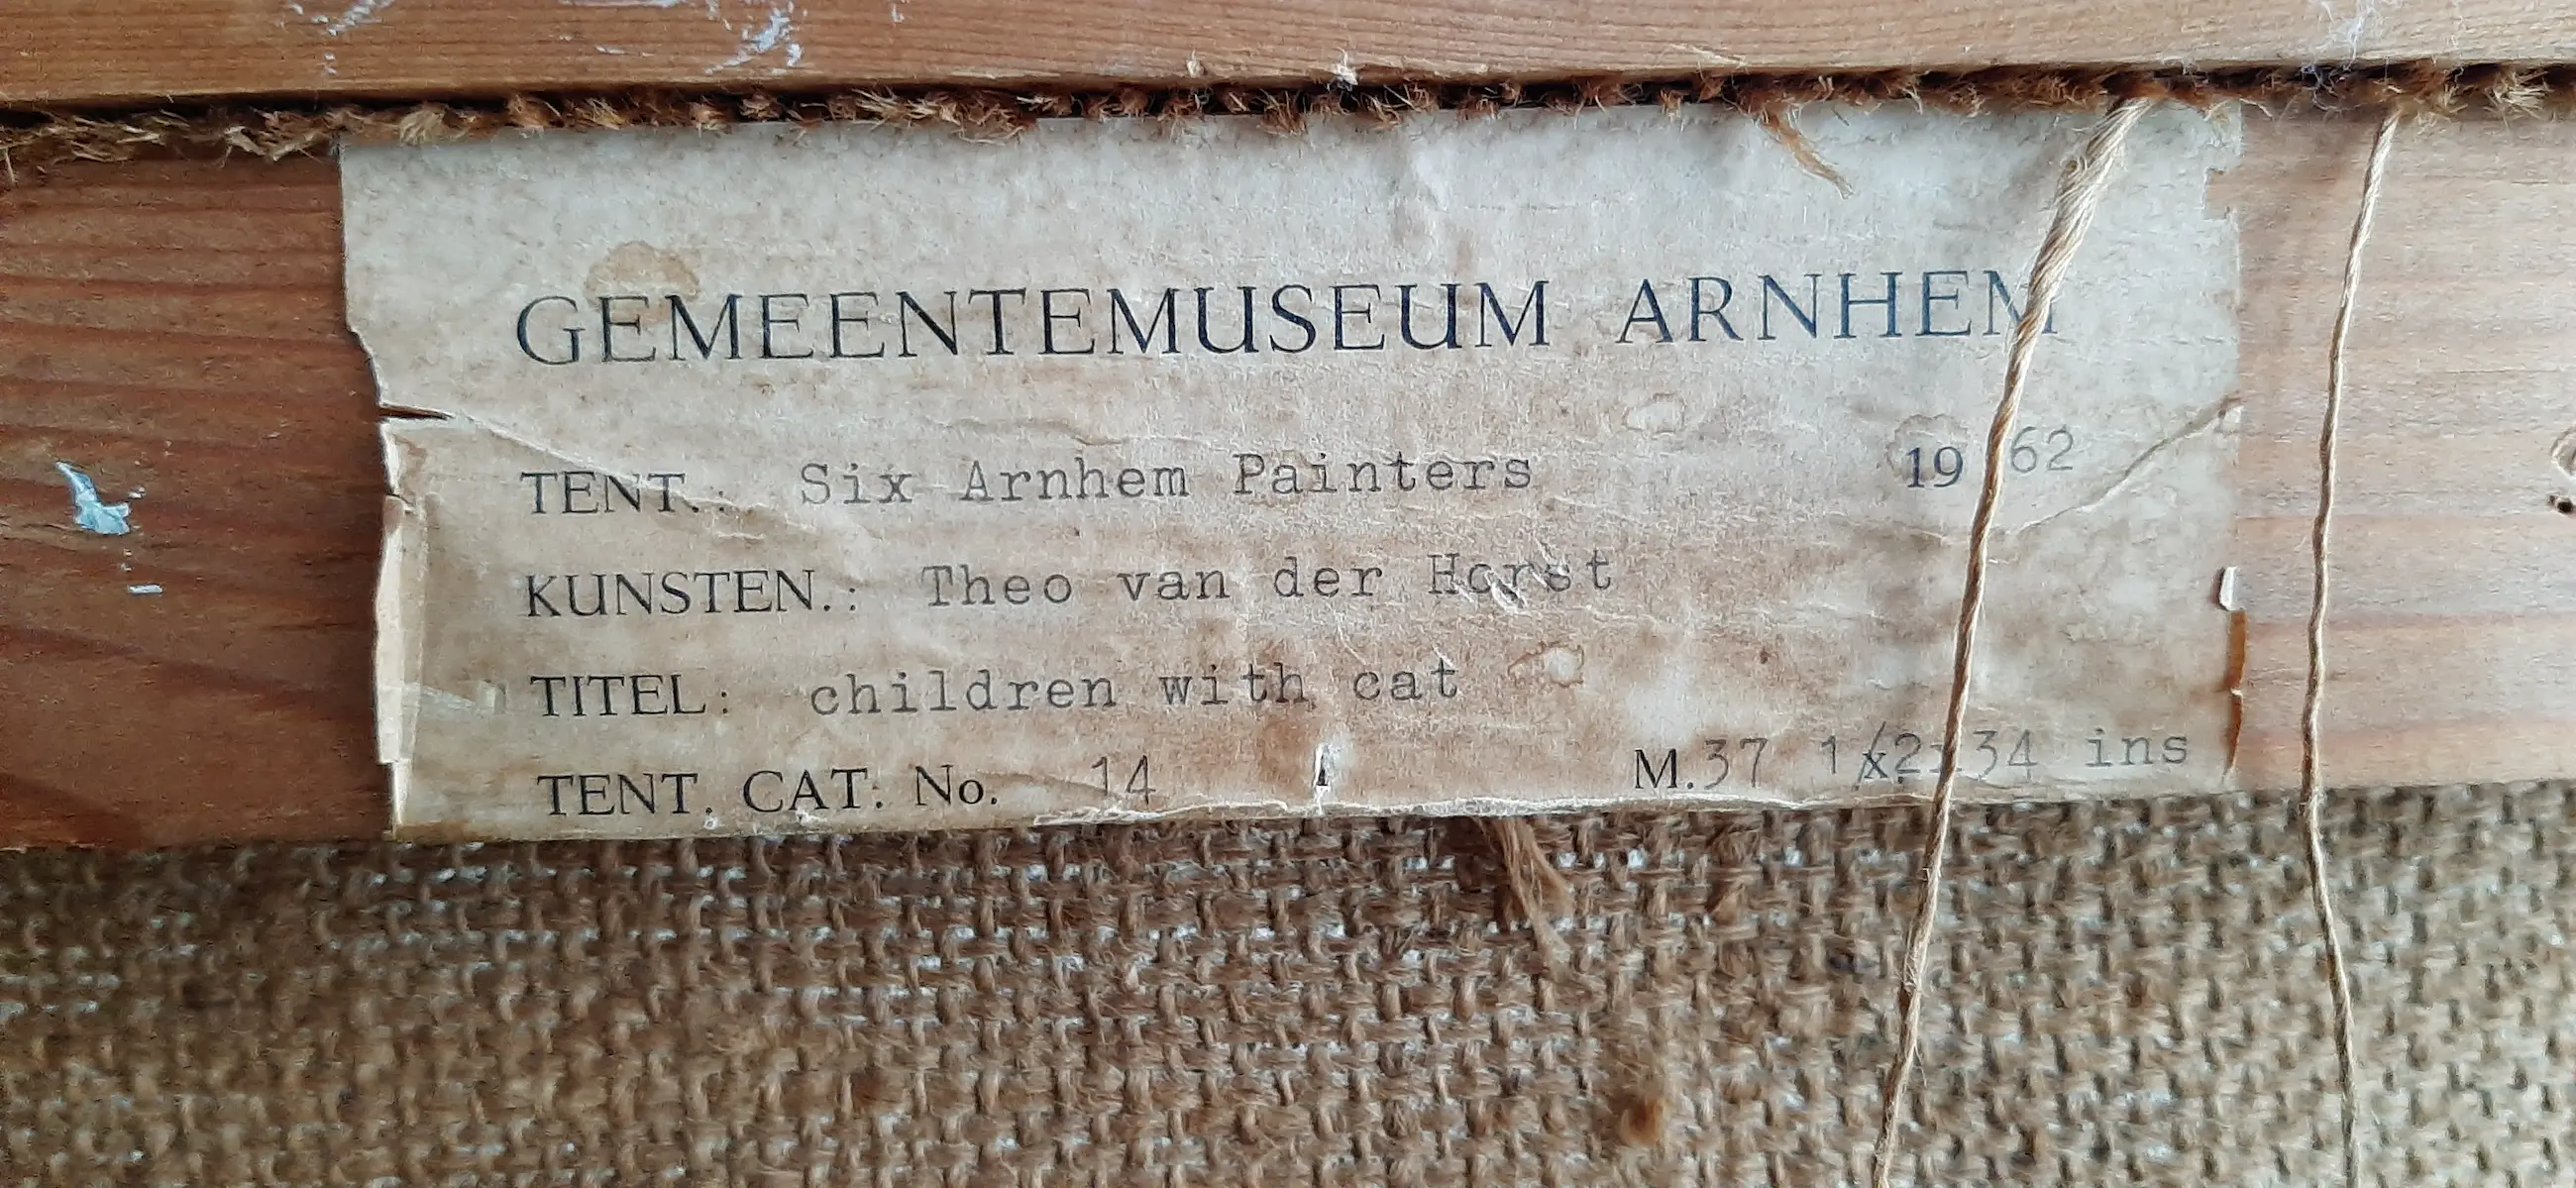 GEMEENTEMUSEUM ARNHEM
TENT.: Six Arnhem Painters 1962
KUNSTEN.: Theo van der Horst
TITEL: children with cat
TENT. CAT. No. 14 M.37 1/2x34 ins